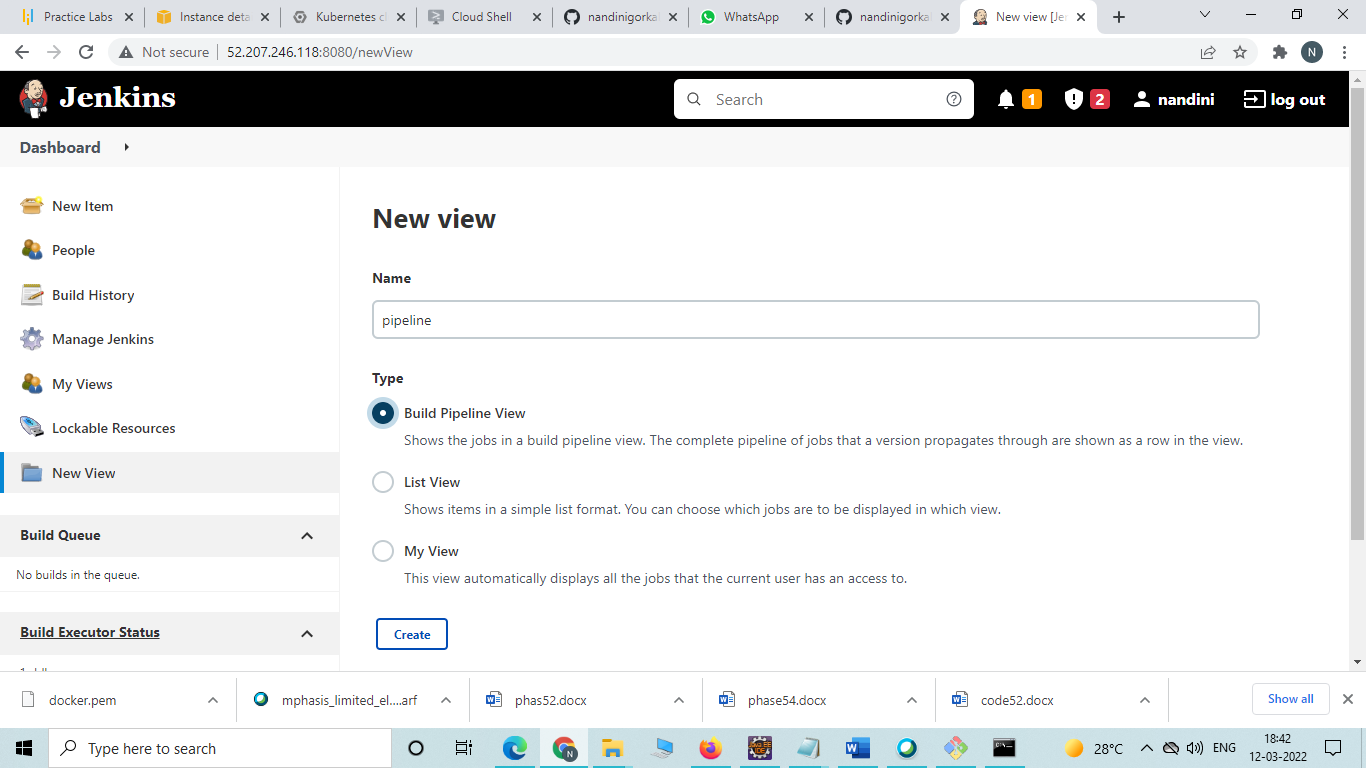 Practice Labs
Instance deta
Kubernetes cl
Cloud Shell
nandinigorka
WhatsApp
nandinigorka
New view [Je
Not secure
52.207.246.118:8080/newView
N
Jenkins
Search
1
2
nandini
log out
Dashboard
New Item
People
Build History
Manage Jenkins
My Views
Lockable Resources
New View
Build Queue
No builds in the queue.
Build Executor Status
New view
Name
pipeline
Type
Build Pipeline View
Shows the jobs in a build pipeline view. The complete pipeline of jobs that a version propagates through are shown as a row in the view.
List View
Shows items in a simple list format. You can choose which jobs are to be displayed in which view.
My View
This view automatically displays all the jobs that the current user has an access to.
Create
docker.pem
mphasis_limited_el....arf
phas52.docx
phase54.docx
code52.docx
Show all
Type here to search
28°C
ENG
18:42
12-03-2022